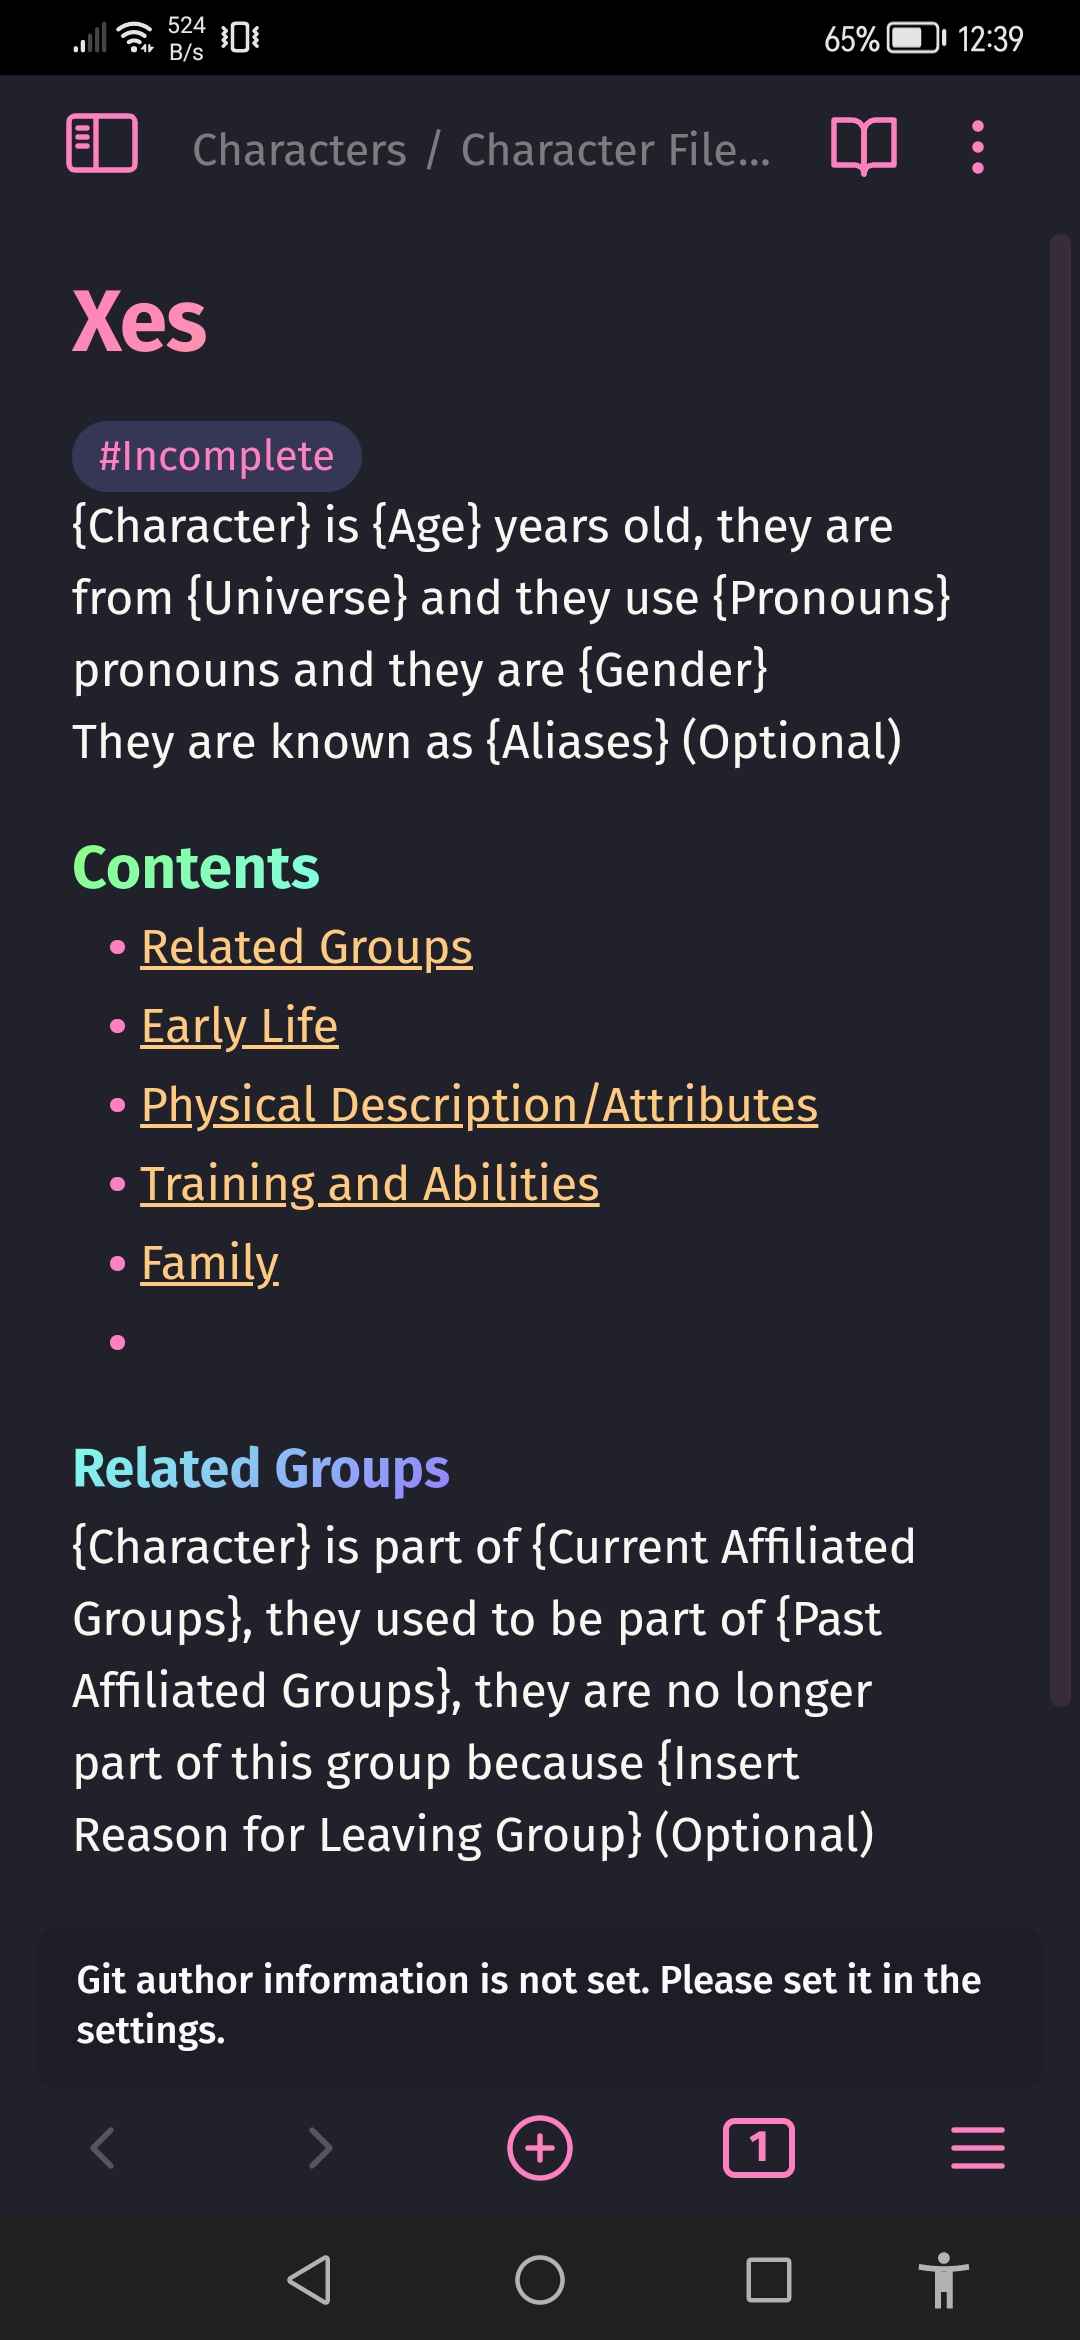 524
B/s
65%
12:39
Characters / Character File...
Xes
#Incomplete
{Character} is {Age} years old, they are
from {Universe} and they use {Pronouns}
pronouns and they are {Gender}
They are known as {Aliases} (Optional)
Contents
• Related Groups
• Early Life
• Physical Description/Attributes
• Training and Abilities
• Family
•
Related Groups
{Character} is part of {Current Affiliated
Groups}, they used to be part of {Past
Affiliated Groups}, they are no longer
part of this group because {Insert
Reason for Leaving Group} (Optional)
Git author information is not set. Please set it in the
settings.
1